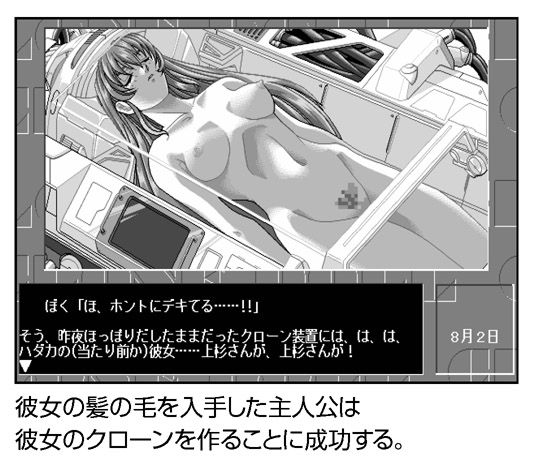 ぼく「ほ、ホントにデキてる……!!」
そう、昨夜ほっぽりだしたままだったクローン装置には、は、は、
ハダカの(当たり前か)彼女……上杉さんが、上杉さんが!
8月2日
彼女の髪の毛を入手した主人公は
彼女のクローンを作ることに成功する。